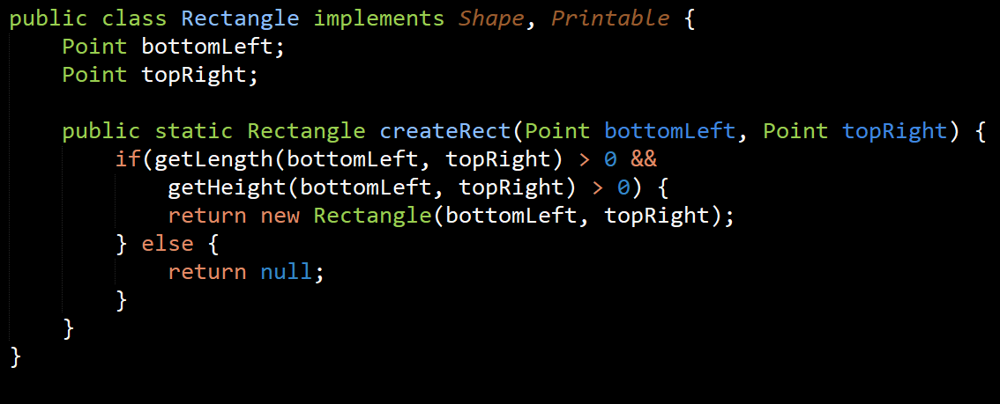 public class Rectangle implements Shape, Printable {
    Point bottomLeft;
    Point topRight;

    public static Rectangle createRect(Point bottomLeft, Point topRight) {
        if(getLength(bottomLeft, topRight) > 0 &&
            getHeight(bottomLeft, topRight) > 0) {
            return new Rectangle(bottomLeft, topRight);
        } else {
            return null;
        }
    }
}